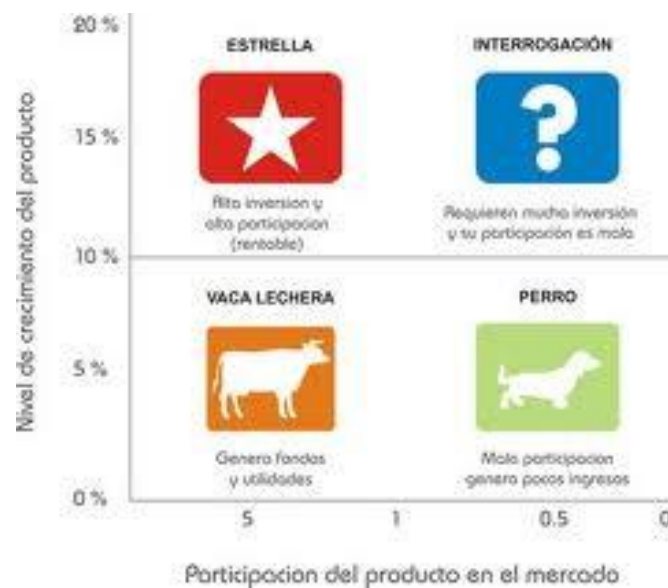 20 %
ESTRELLA
INTERROGACIÓN
?
15 %
Alta inversion y
alta participacion
(rentable)
Requieren mucha inversión
y su participación es mala
10 %
VACA LECHERA
PERRO
5 %
Genera fondos
y utilidades
Mala participacion
genera pocos ingresos
0 %
5
1
0.5
0
Participacion del producto en el mercado
Nivel de crecimiento del producto